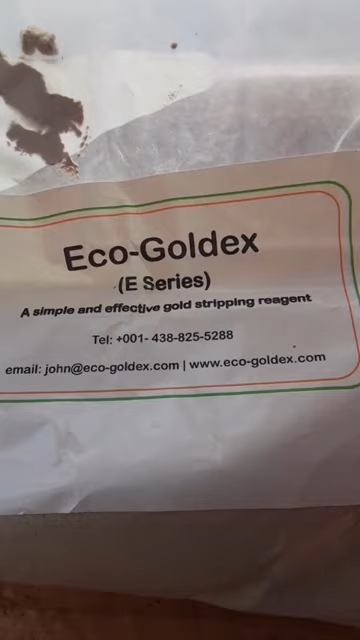 Eco-Goldex
(E Series)
A simple and effective gold stripping reagent
Tel: +001- 438-825-5288
email: john@eco-goldex.com | www.eco-goldex.com